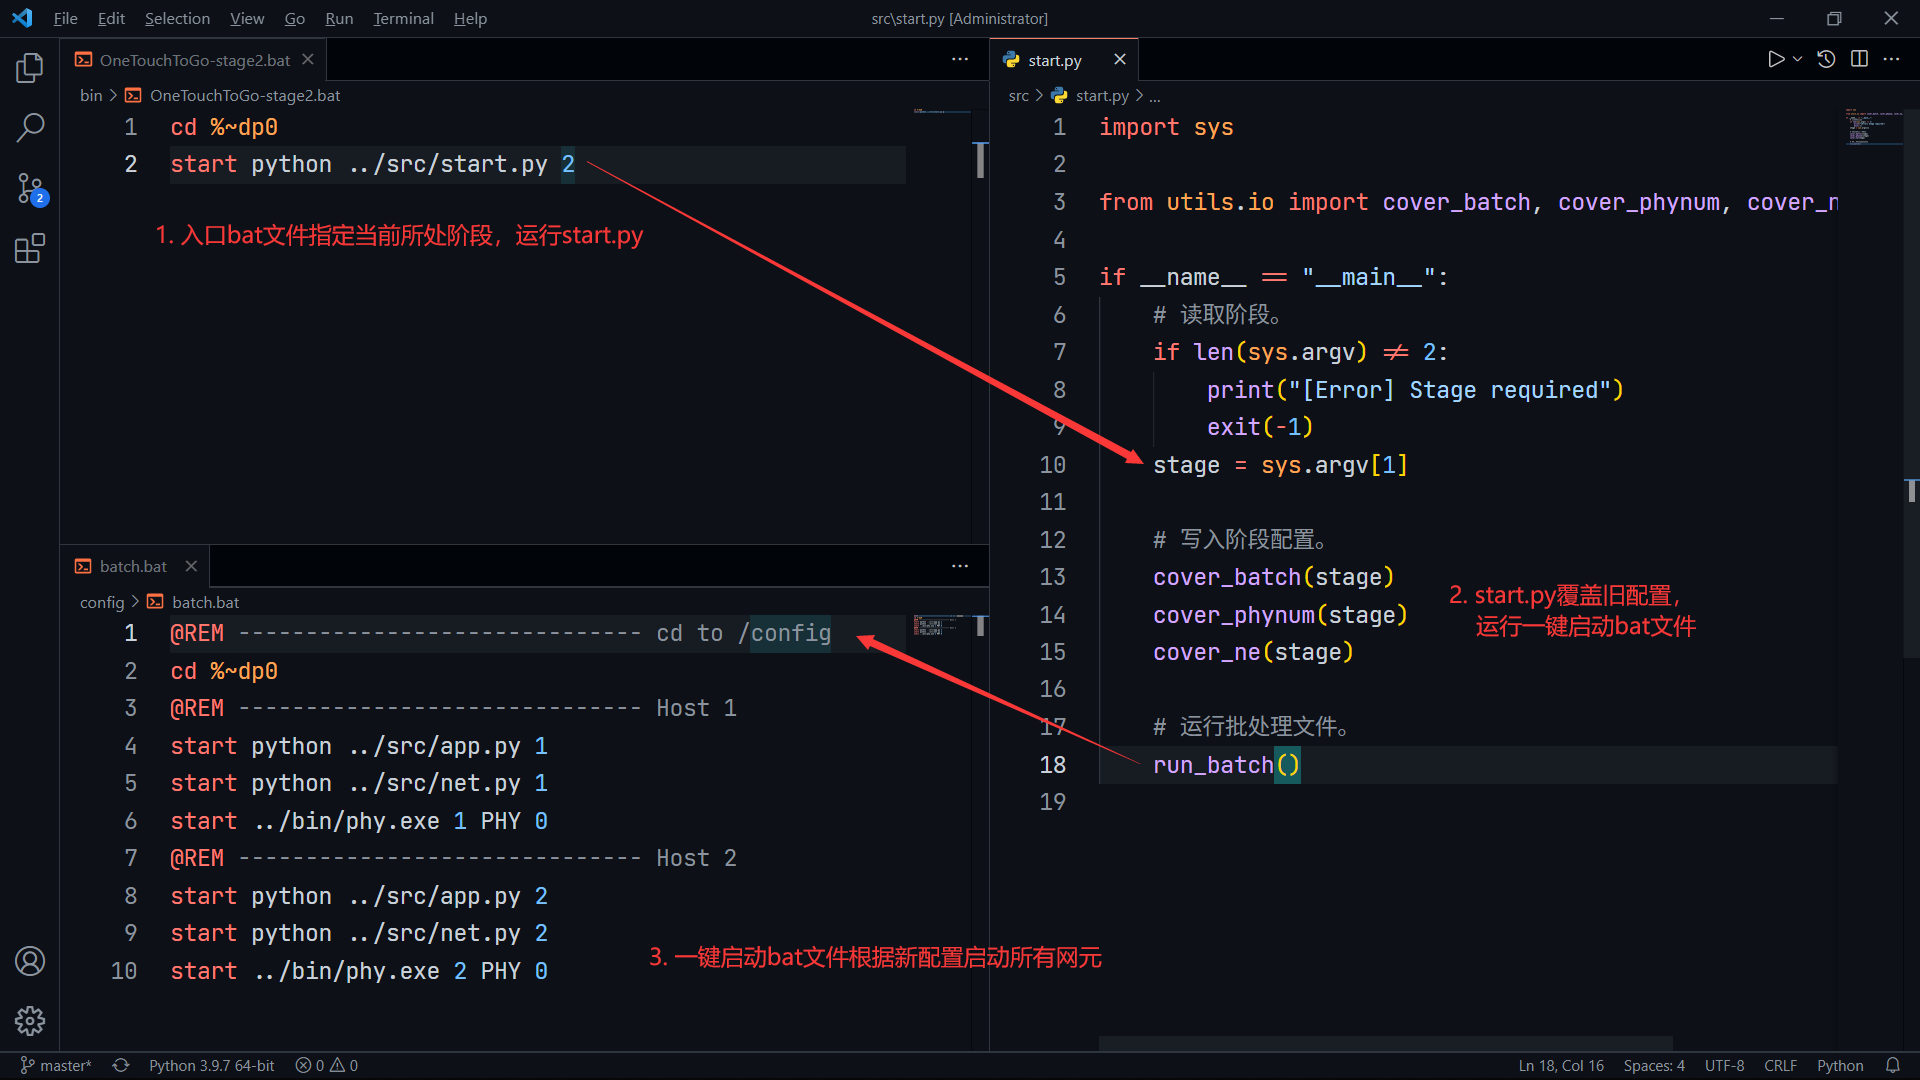 File Edit Selection View Go Run Terminal Help
src\start.py [Administrator]
OneTouchToGo-stage2.bat
bin > OneTouchToGo-stage2.bat
1 cd %~dp0
2 start python ../src/start.py 2
1. 入口bat文件指定当前所处阶段，运行start.py
batch.bat
config > batch.bat
1 @REM ------------------------------ cd to /config
2 cd %~dp0
3 @REM ------------------------------ Host 1
4 start python ../src/app.py 1
5 start python ../src/net.py 1
6 start ../bin/phy.exe 1 PHY 0
7 @REM ------------------------------ Host 2
8 start python ../src/app.py 2
9 start python ../src/net.py 2
10 start ../bin/phy.exe 2 PHY 0
3. 一键启动bat文件根据新配置启动所有网元
start.py
src > start.py > ...
1 import sys
2
3 from utils.io import cover_batch, cover_phynum, cover_n
4
5 if __name__ == "__main__":
6 # 读取阶段。
7 if len(sys.argv) != 2:
8 print("[Error] Stage required")
9 exit(-1)
10 stage = sys.argv[1]
11
12 # 写入阶段配置。
13 cover_batch(stage)
14 cover_phynum(stage)
15 cover_ne(stage)
16
17 # 运行批处理文件。
18 run_batch()
19
2. start.py覆盖旧配置，
运行一键启动bat文件
2
master* Python 3.9.7 64-bit 0 0 Ln 18, Col 16 Spaces: 4 UTF-8 CRLF Python